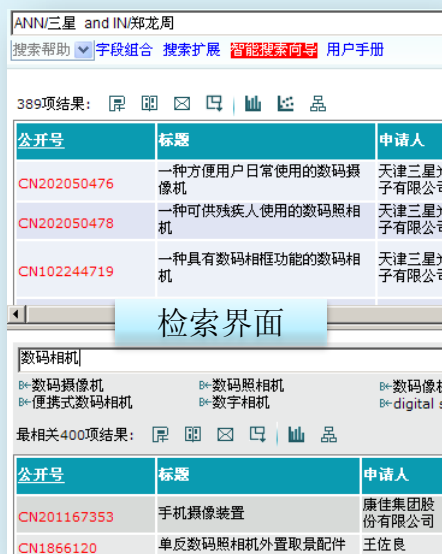 ANN/三星  and IN/郑龙周
搜索帮助 字段组合 搜索扩展 智能搜索向导 用户手册
389项结果:
公开号 标题 申请人
CN202050476 一种方便用户日常使用的数码摄像机 天津三星 子有限公司
CN202050478 一种可供残疾人使用的数码照相机 天津三星 子有限公司
CN102244719 一种具有数码相框功能的数码相机 天津三星 子有限公司
检索界面
数码相机
数码摄像机 数码照相机 数码像
便携式数码相机 数字相机 digital
最相关400项结果:
公开号 标题 申请人
CN201167353 手机摄像装置 康佳集团股份有限公司
CN1866120 单反数码照相机外置取景配件 王佐良